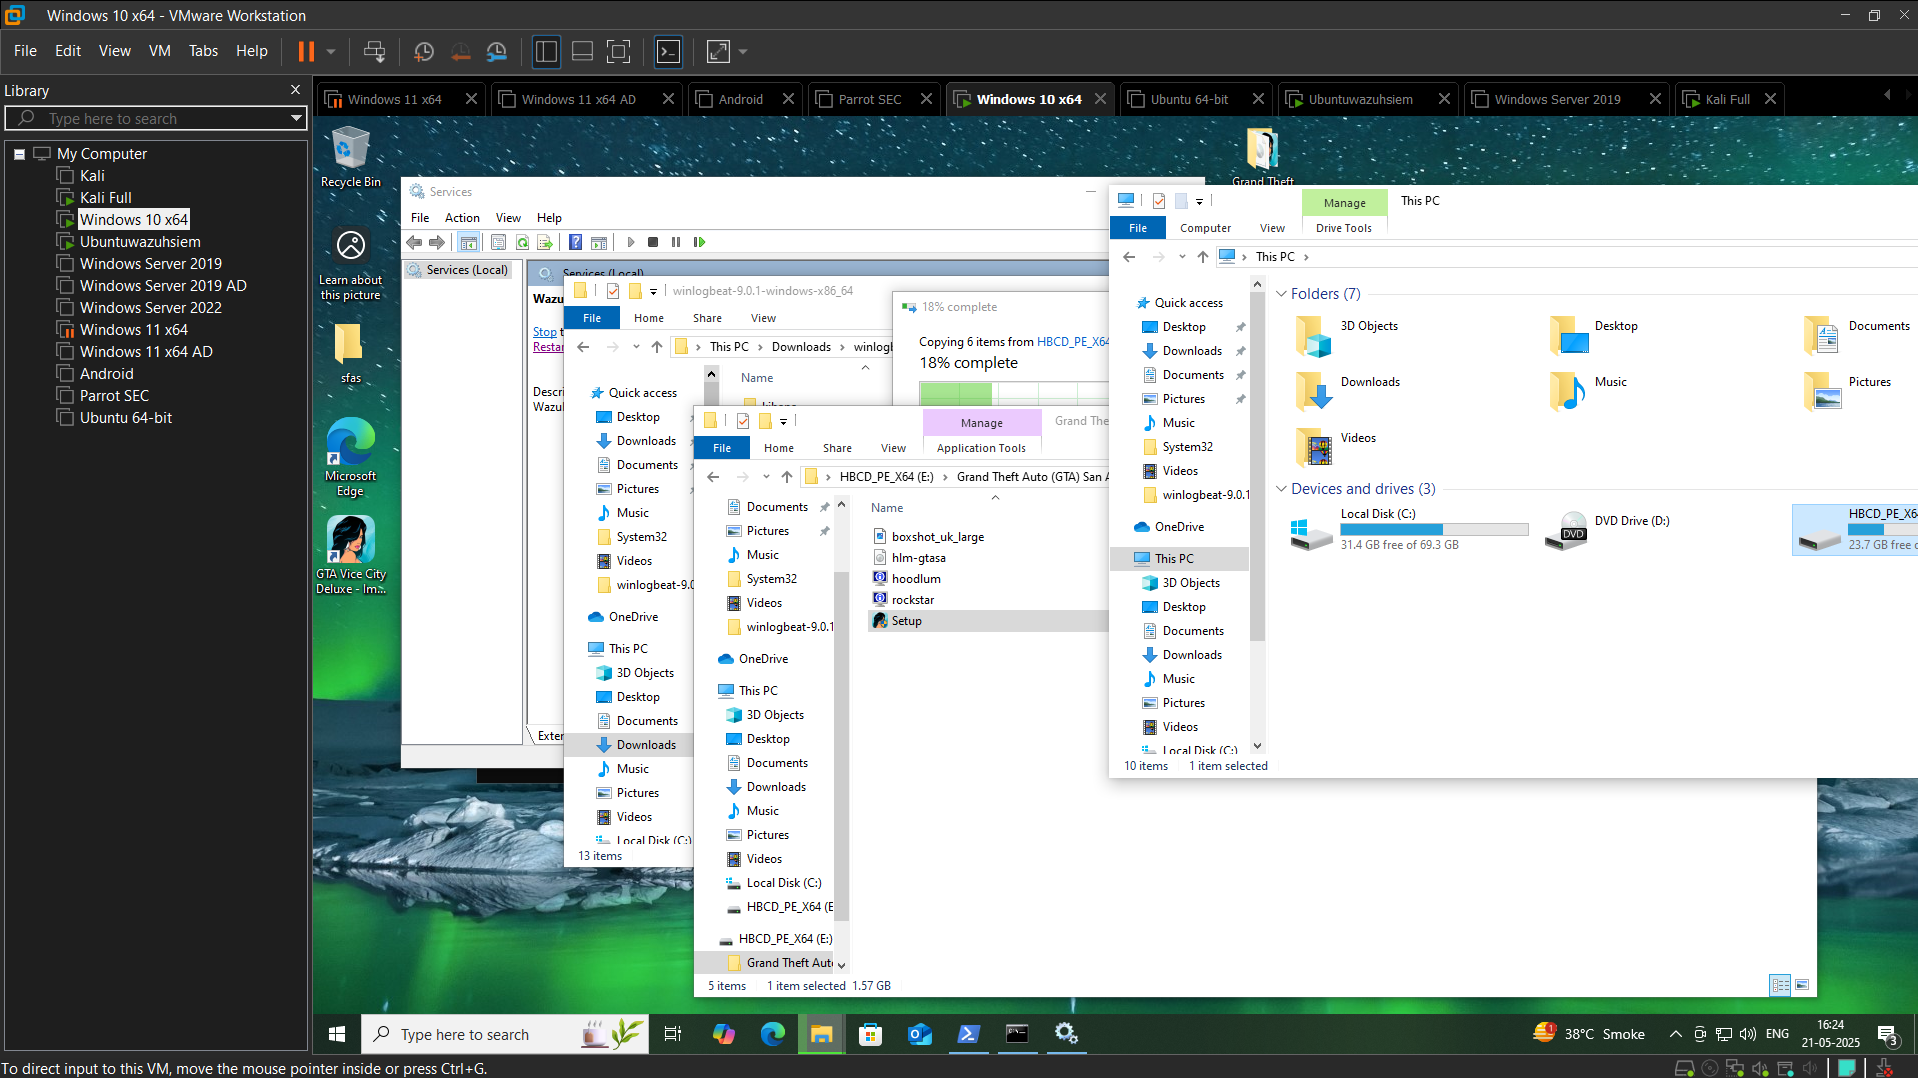 Windows 10 x64 - VMware Workstation
File Edit View VM Tabs Help
Library
Type here to search
My Computer
Kali
Kali Full
Windows 10 x64
Ubuntuwazuhsiem
Windows Server 2019
Windows Server 2019 AD
Windows Server 2022
Windows 11 x64
Windows 11 x64 AD
Android
Parrot SEC
Ubuntu 64-bit
Windows 11 x64
Windows 11 x64 AD
Android
Parrot SEC
Windows 10 x64
Ubuntu 64-bit
Ubuntuwazuhsiem
Windows Server 2019
Kali Full
Recycle Bin
Learn about
this picture
sfas
Microsoft
Edge
GTA Vice City
Deluxe - Im...
Grand Theft
Services
File Action View Help
Services (Local)
Services (Local)
Wazu
Stop t
Restar
Descri
Wazul
Exter
winlogbeat-9.0.1-windows-x86_64
File Home Share View
This PC Downloads winlogb
Name
Quick access
Desktop
Downloads
Documents
Pictures
Music
System32
Videos
winlogbeat-9.0
OneDrive
This PC
3D Objects
Desktop
Documents
Downloads
Music
Pictures
Videos
Local Disk (C:)
13 items
18% complete
Copying 6 items from HBCD_PE_X64
18% complete
Manage
Grand The
File Home Share View Application Tools
HBCD_PE_X64 (E:) Grand Theft Auto (GTA) San A
Name
Documents
Pictures
Music
System32
Videos
winlogbeat-9.0.1
OneDrive
This PC
3D Objects
Desktop
Documents
Downloads
Music
Pictures
Videos
Local Disk (C:)
HBCD_PE_X64 (E
HBCD_PE_X64 (E:)
Grand Theft Auto
boxshot_uk_large
hlm-gtasa
hoodlum
rockstar
Setup
5 items 1 item selected 1.57 GB
Manage
This PC
File Computer View Drive Tools
This PC
Quick access
Desktop
Downloads
Documents
Pictures
Music
System32
Videos
winlogbeat-9.0.1
OneDrive
This PC
3D Objects
Desktop
Documents
Downloads
Music
Pictures
Videos
Local Disk (C:)
Folders (7)
3D Objects
Desktop
Documents
Downloads
Music
Pictures
Videos
Devices and drives (3)
Local Disk (C:)
31.4 GB free of 69.3 GB
DVD Drive (D:)
DVD
HBCD_PE_X64
23.7 GB free o
10 items 1 item selected
Type here to search
1
38°C Smoke
ENG
16:24
21-05-2025
3
To direct input to this VM, move the mouse pointer inside or press Ctrl+G.